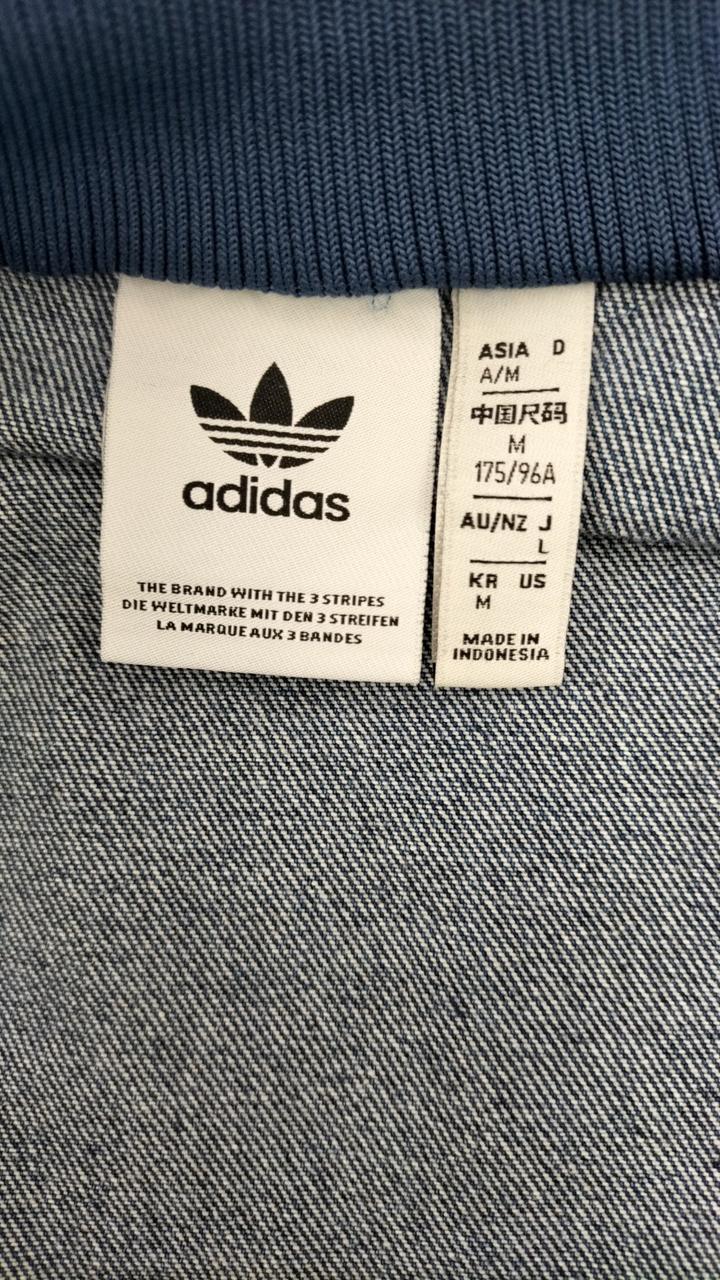 adidas
THE BRAND WITH THE 3 STRIPES
DIE WELTMARKE MIT DEN 3 STREIFEN
LA MARQUE AUX 3 BANDES
ASIA D
A/M
中国尺码
M
175/96A
AU/NZ J
L
KR US
M
MADE IN
INDONESIA